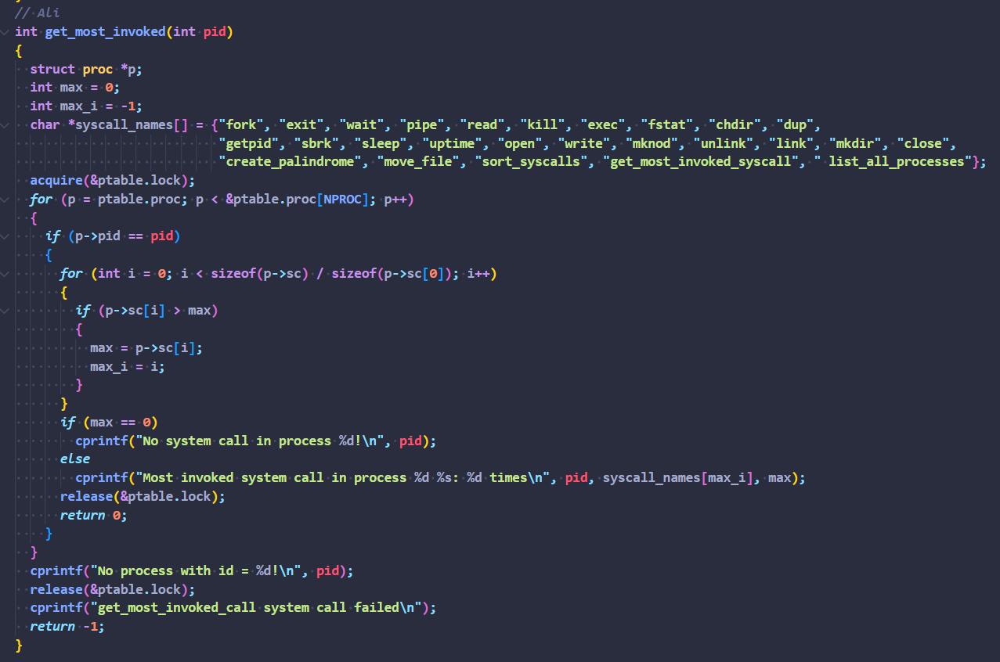 // Ali
int get_most_invoked(int pid)
{
  struct proc *p;
  int max = 0;
  int max_i = -1;
  char *syscall_names[] = {"fork", "exit", "wait", "pipe", "read", "kill", "exec", "fstat", "chdir", "dup",
                           "getpid", "sbrk", "sleep", "uptime", "open", "write", "mknod", "unlink", "link", "mkdir", "close",
                           "create_palindrome", "move_file", "sort_syscalls", "get_most_invoked_syscall", " list_all_processes"};
  acquire(&ptable.lock);
  for (p = ptable.proc; p < &ptable.proc[NPROC]; p++)
  {
    if (p->pid == pid)
    {
      for (int i = 0; i < sizeof(p->sc) / sizeof(p->sc[0]); i++)
      {
        if (p->sc[i] > max)
        {
          max = p->sc[i];
          max_i = i;
        }
      }
      if (max == 0)
        cprintf("No system call in process %d!\n", pid);
      else
        cprintf("Most invoked system call in process %d %s: %d times\n", pid, syscall_names[max_i], max);
      release(&ptable.lock);
      return 0;
    }
  }
  cprintf("No process with id = %d!\n", pid);
  release(&ptable.lock);
  cprintf("get_most_invoked_call system call failed\n");
  return -1;
}